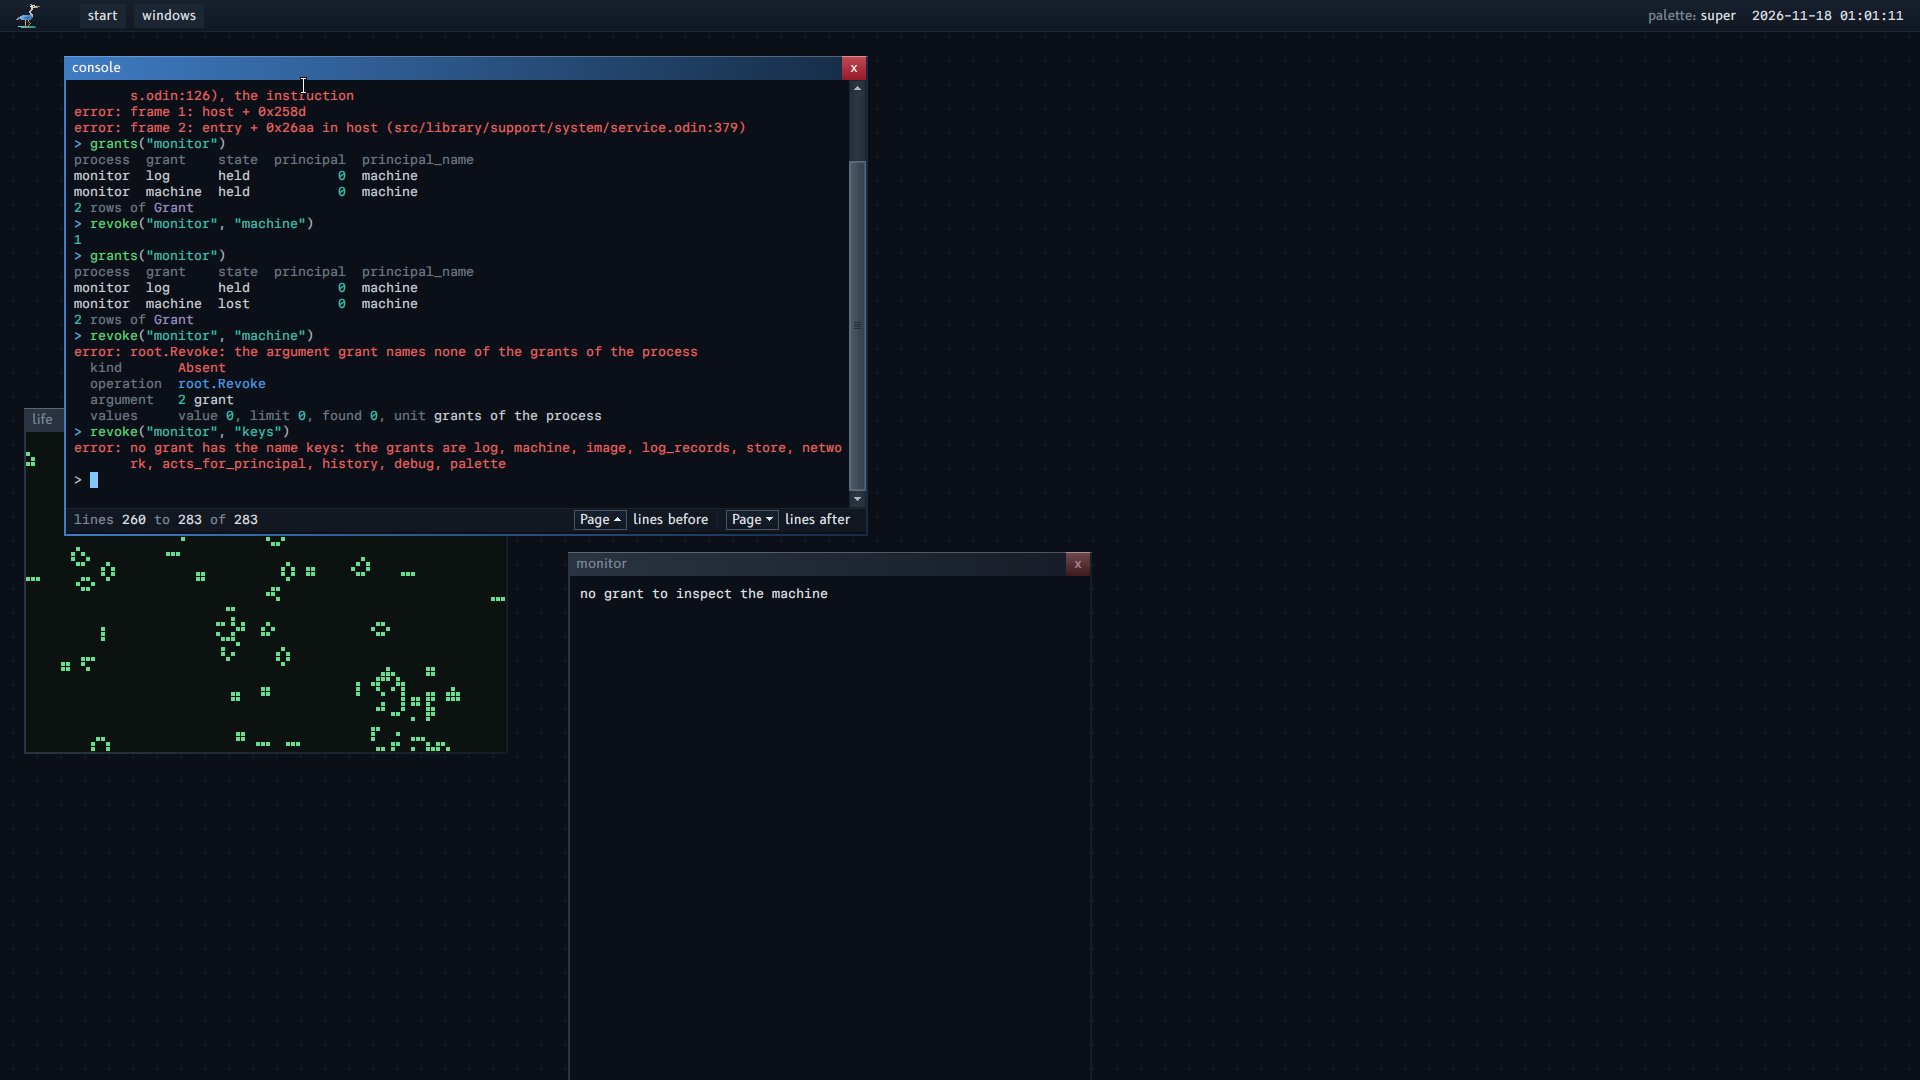 start windows palette: super 2026-11-18 01:01:11
console x
s.odin:126), the instruction
error: frame 1: host + 0x258d
error: frame 2: entry + 0x26aa in host (src/library/support/system/service.odin:379)
> grants("monitor")
process grant state principal principal_name
monitor log held 0 machine
monitor machine held 0 machine
2 rows of Grant
> revoke("monitor", "machine")
1
> grants("monitor")
process grant state principal principal_name
monitor log held 0 machine
monitor machine lost 0 machine
2 rows of Grant
> revoke("monitor", "machine")
error: root.Revoke: the argument grant names none of the grants of the process
kind Absent
operation root.Revoke
argument 2 grant
values value 0, limit 0, found 0, unit grants of the process
> revoke("monitor", "keys")
error: no grant has the name keys: the grants are log, machine, image, log_records, store, netwo
rk, acts_for_principal, history, debug, palette
>
lines 260 to 283 of 283 Page lines before Page lines after
life
monitor x
no grant to inspect the machine